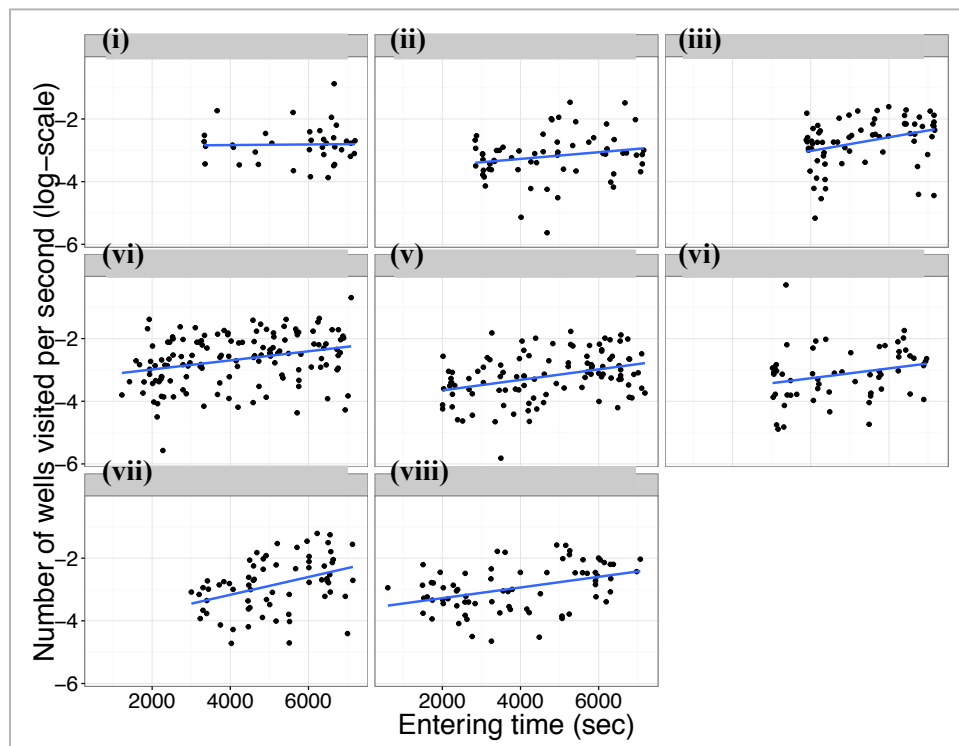 (i) (ii) (iii)
−2
−4
−6
(vi) (v) (vi)
−2
−4
−6
(vii) (viii)
−2
−4
−6
2000 4000 6000 2000 4000 6000
Entering time (sec)
Number of wells visited per second (log−scale)